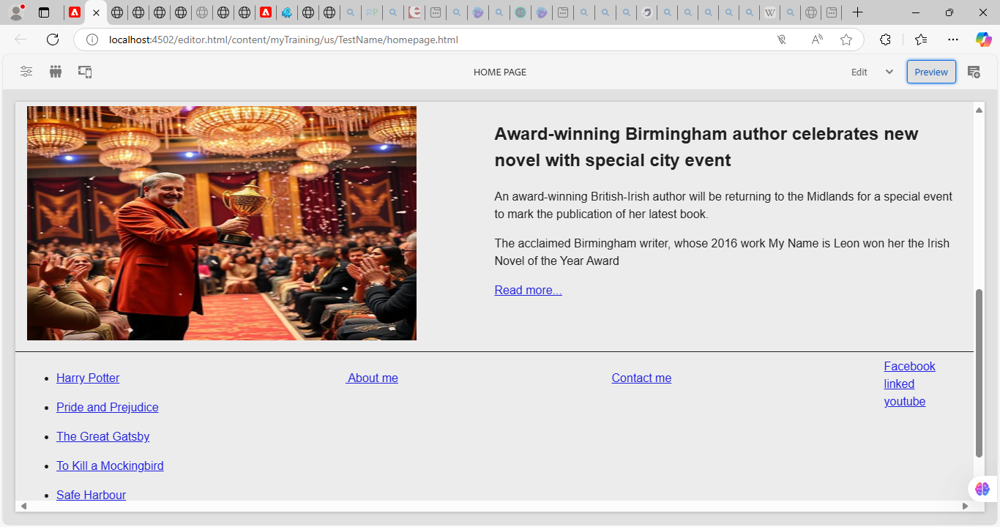 localhost:4502/editor.html/content/myTraining/us/TestName/homepage.html
HOME PAGE
Edit
Preview
Award-winning Birmingham author celebrates new
novel with special city event
An award-winning British-Irish author will be returning to the Midlands for a special event
to mark the publication of her latest book.
The acclaimed Birmingham writer, whose 2016 work My Name is Leon won her the Irish
Novel of the Year Award
Read more...
Harry Potter
Pride and Prejudice
The Great Gatsby
To Kill a Mockingbird
Safe Harbour
About me
Contact me
Facebook
linked
youtube